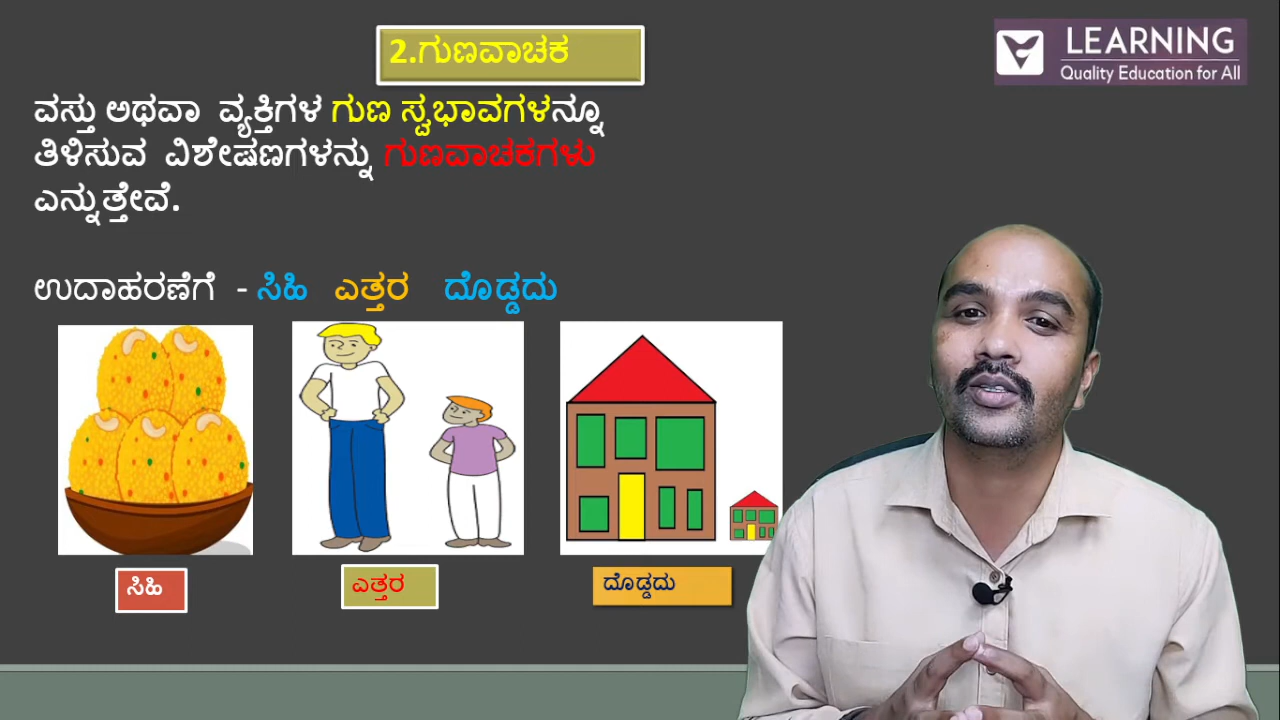 2.ಗುಣವಾಚಕ
LEARNING
Quality Education for All
ವಸ್ತು ಅಥವಾ ವ್ಯಕ್ತಿಗಳ ಗುಣ ಸ್ವಭಾವಗಳನ್ನೂ
ತಿಳಿಸುವ ವಿಶೇಷಣಗಳನ್ನು ಗುಣವಾಚಕಗಳು
ಎನ್ನುತ್ತೇವೆ.
ಉದಾಹರಣೆಗೆ - ಸಿಹಿ ಎತ್ತರ ದೊಡ್ಡದು
ಸಿಹಿ
ಎತ್ತರ
ದೊಡ್ಡದು